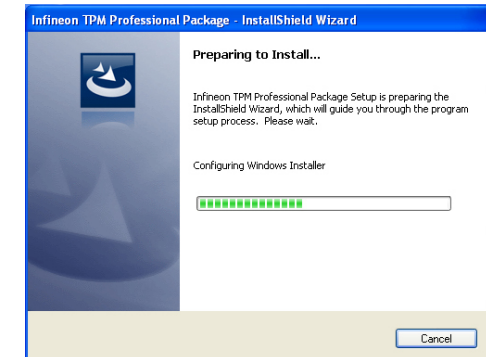 Infineon TPM Professional Package - InstallShield Wizard
Preparing to Install...
Infineon TPM Professional Package Setup is preparing the
InstallShield Wizard, which will guide you through the program
setup process. Please wait.
Configuring Windows Installer
Cancel